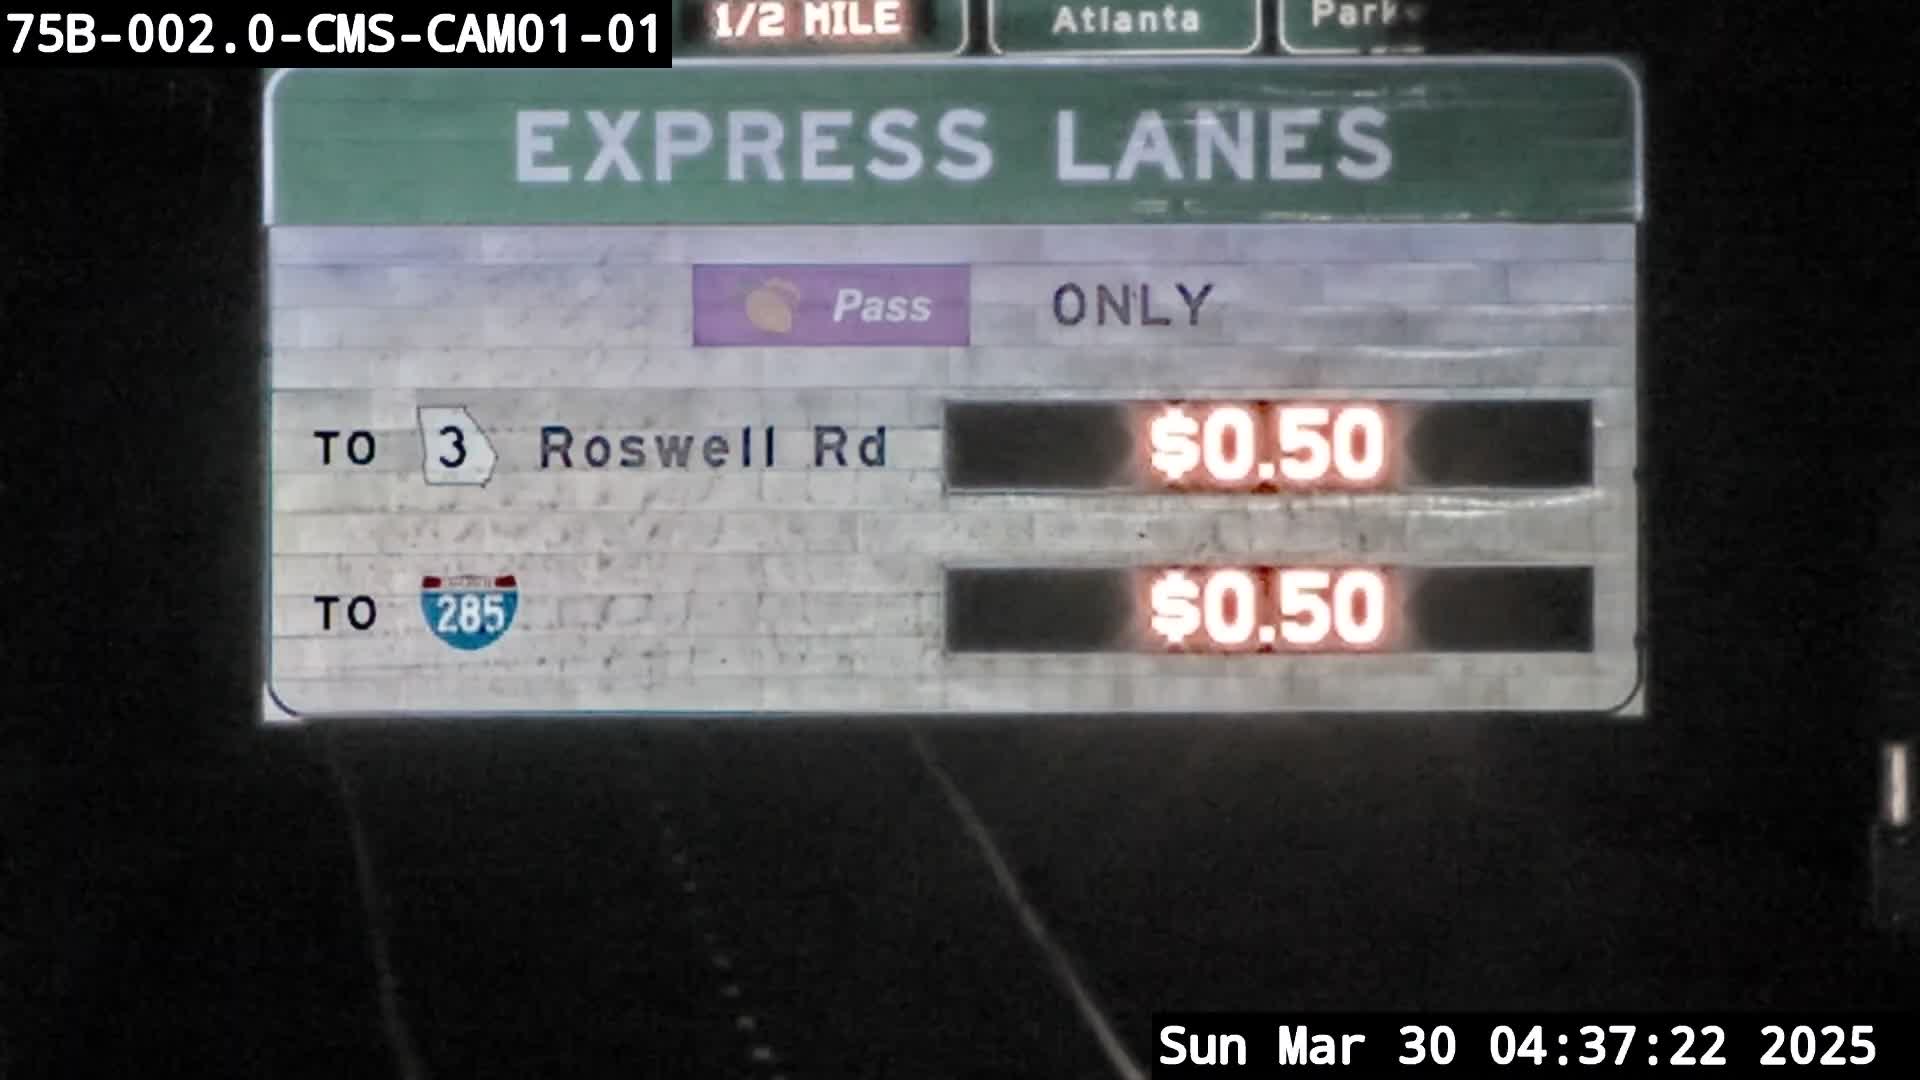 75B-002.0-CMS-CAM01-01
1/2 MILE
Atlanta
EXPRESS LANES
Pass ONLY
TO 3 Roswell Rd $0.50
TO 285 $0.50
Sun Mar 30 04:37:22 2025